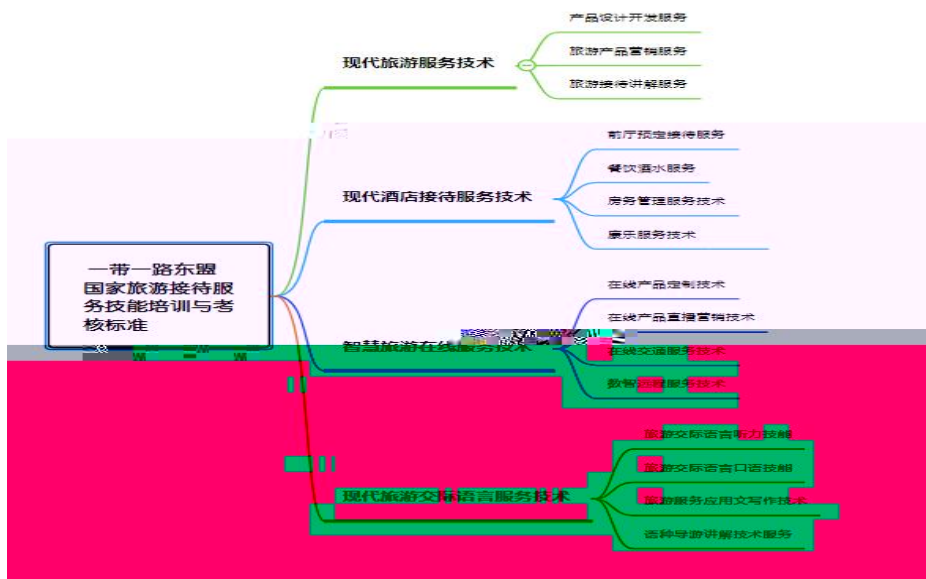 产品设计开发服务
现代旅游服务技术
旅游产品营销服务
旅游接待讲解服务
前厅预定接待服务
餐饮酒水服务
现代酒店接待服务技术
房务管理服务技术
康乐服务技术
一带一路东盟
国家旅游接待服
务技能培训与考
核标准
在线产品定制技术
在线产品直播营销技术
智慧旅游在线服务技术
在线交通服务技术
数智远程服务技术
旅游交际语言听力技能
旅游交际语言口语技能
现代旅游交际语言服务技术
旅游服务应用文写作技术
语种导游讲解技术服务